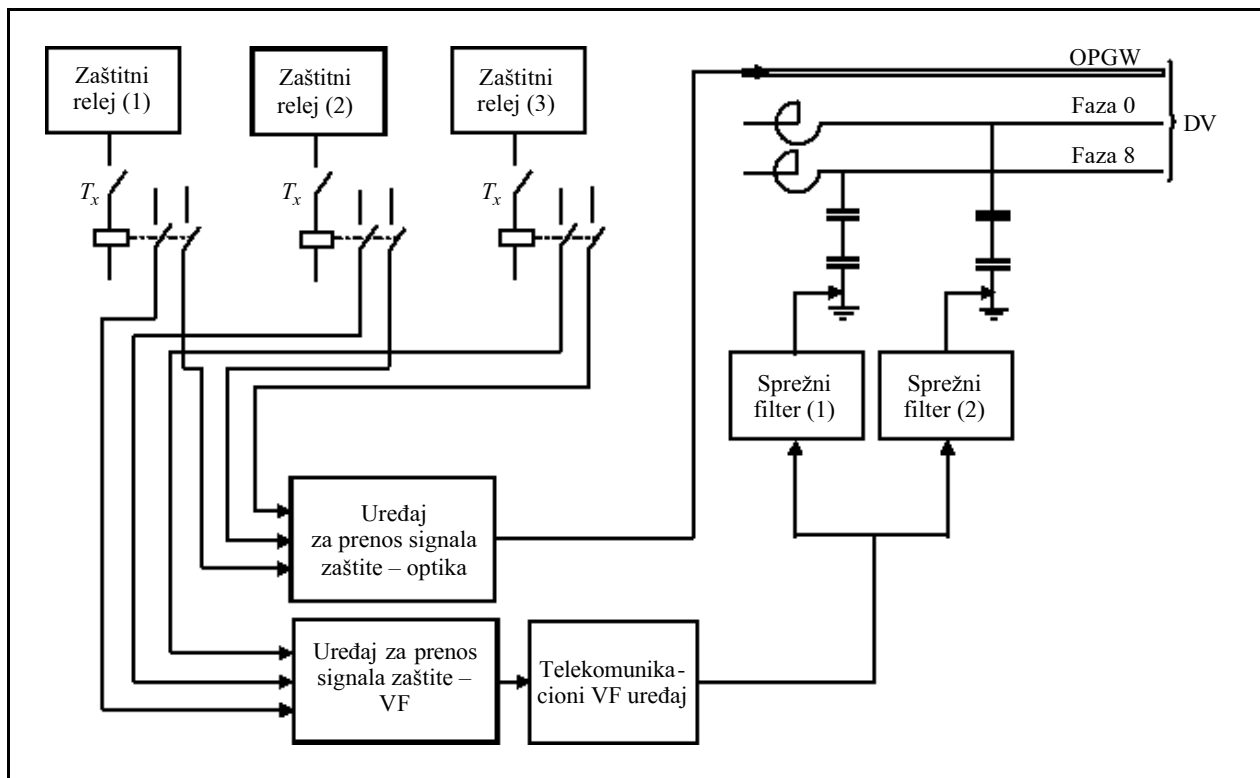 Zaštitni
relej (1)
Zaštitni
relej (2)
Zaštitni
relej (3)
OPGW
Faza 0
DV
Faza 8
Tx
Tx
Tx
Sprežni
filter (1)
Sprežni
filter (2)
Uređaj
za prenos signala
zaštite – optika
Uređaj za prenos
signala zaštite –
VF
Telekomunika-
cioni VF uređaj